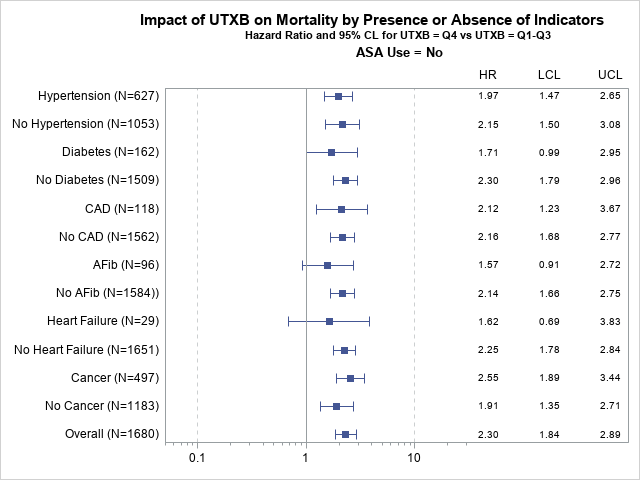 Impact of UTXB on Mortality by Presence or Absence of Indicators
Hazard Ratio and 95% CL for UTXB = Q4 vs UTXB = Q1-Q3
ASA Use = No
HR LCL UCL
Hypertension (N=627) 1.97 1.47 2.65
No Hypertension (N=1053) 2.15 1.50 3.08
Diabetes (N=162) 1.71 0.99 2.95
No Diabetes (N=1509) 2.30 1.79 2.96
CAD (N=118) 2.12 1.23 3.67
No CAD (N=1562) 2.16 1.68 2.77
AFib (N=96) 1.57 0.91 2.72
No AFib (N=1584)) 2.14 1.66 2.75
Heart Failure (N=29) 1.62 0.69 3.83
No Heart Failure (N=1651) 2.25 1.78 2.84
Cancer (N=497) 2.55 1.89 3.44
No Cancer (N=1183) 1.91 1.35 2.71
Overall (N=1680) 2.30 1.84 2.89
0.1 1 10